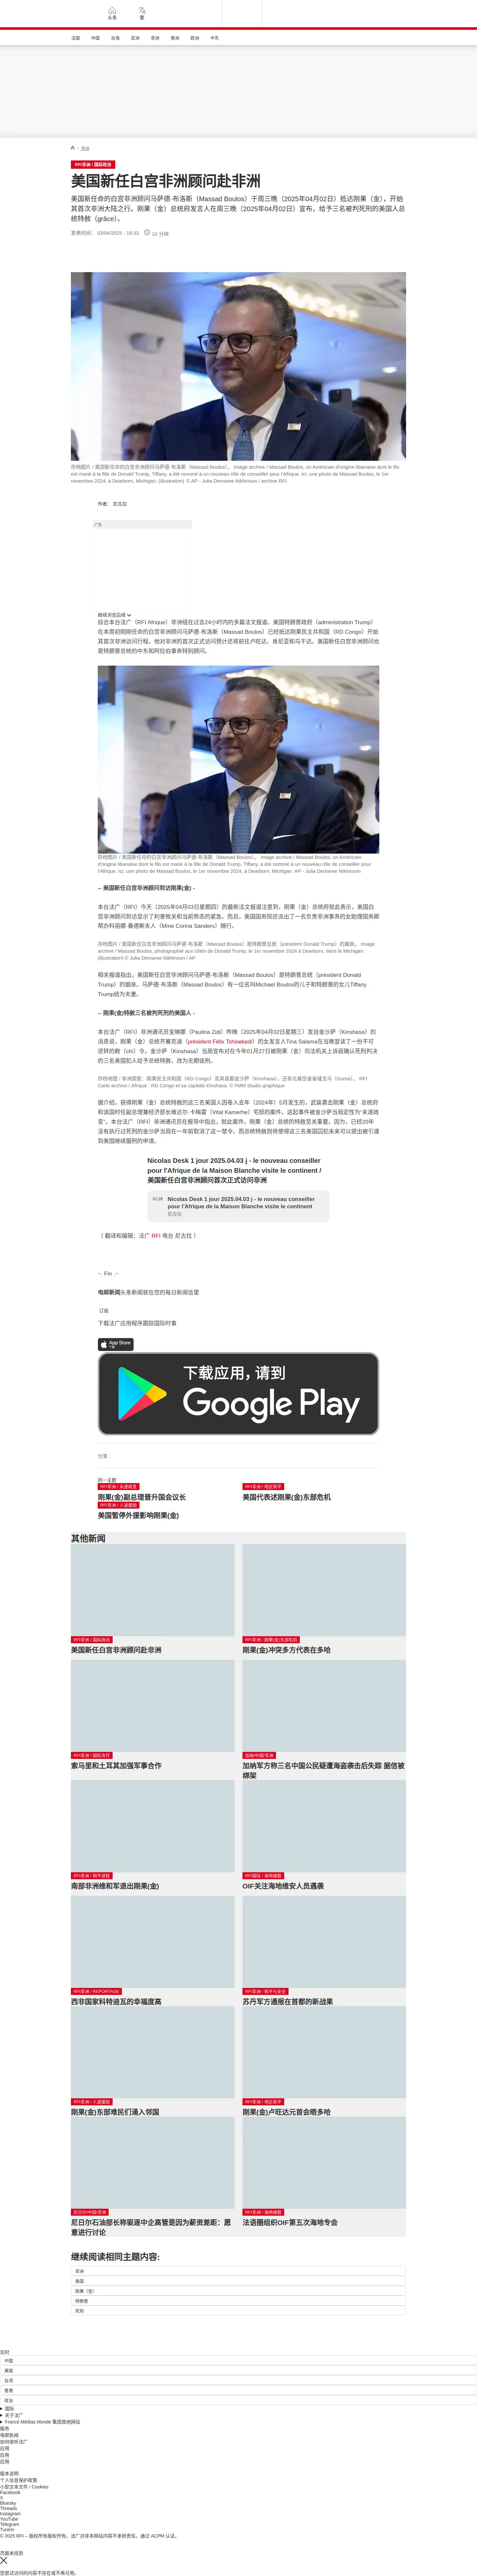 头条
繁
法国
中国
台海
亚洲
非洲
美洲
欧洲
中东
/ 非洲
RFI非洲 / 国际政治
美国新任白宫非洲顾问赴非洲
美国新任命的白宫非洲顾问马萨德·布洛斯（Massad Boulos）于周三晚（2025年04月02日）抵达刚果（金），开始
其首次非洲大陆之行。刚果（金）总统府发言人在周三晚（2025年04月02日）宣布，给予三名被判死刑的美国人总
统特赦（grâce）。
发表时间： 03/04/2025 - 16:33
10 分钟
存档图片 / 美国新任命的白宫非洲顾问马萨德·布洛斯（Massad Boulos）。 Image archive / Massad Boulos, un Américain d'origine libanaise dont le fils
est marié à la fille de Donald Trump, Tiffany, a été nommé à un nouveau rôle de conseiller pour l'Afrique. Ici, une photo de Massad Boulos, le 1er
novembre 2024, à Dearborn, Michigan. (illustration) © AP - Julia Demaree Nikhinson / archive RFI
作者： 尼古拉
广告
继续浏览后续
综合本台法广（RFI Afrique）非洲组在过去24小时内的多篇法文报道。美国特朗普政府（administration Trump）
在本周初刚刚任命的白宫非洲顾问马萨德·布洛斯（Massad Boulos）已经抵达刚果民主共和国（RD Congo）开始
其首次非洲访问行程。他对非洲的首次正式访问预计还将前往卢旺达、肯尼亚和乌干达。美国新任白宫非洲顾问也
是特朗普总统的中东和阿拉伯事务特别顾问。
存档图片 / 美国新任命的白宫非洲顾问马萨德·布洛斯（Massad Boulos）。 Image archive / Massad Boulos, un Américain
d'origine libanaise dont le fils est marié à la fille de Donald Trump, Tiffany, a été nommé à un nouveau rôle de conseiller pour
l'Afrique. Ici, une photo de Massad Boulos, le 1er novembre 2024, à Dearborn, Michigan. AP - Julia Demaree Nikhinson
-- 美国新任白宫非洲顾问到访刚果(金) -
本台法广（RFI）今天（2025年04月03日星期四）的最新法文报道注意到，刚果（金）总统府就此表示，美国白
宫非洲顾问到访显示了利害攸关和当前势态的紧急。而且，美国国务院还派出了一名负责非洲事务的女助理国务卿
帮办科丽娜·桑德斯夫人（Mme Corina Sanders）随行。
存档图片 / 美国新任命的白宫非洲顾问马萨德·布洛斯（Massad Boulos）是特朗普总统（président Donald Trump）的姻亲。 Image
archive / Massad Boulos, photographié aux côtés de Donald Trump, le 1er novembre 2024 à Dearborn, dans le Michigan.
(illustration) © Julia Demaree Nikhinson / AP
相关报道指出，美国新任白宫非洲顾问马萨德·布洛斯（Massad Boulos）是特朗普总统（président Donald
Trump）的姻亲。马萨德·布洛斯（Massad Boulos）有一位名叫Michael Boulos的儿子和特朗普的女儿Tiffany
Trump结为夫妻。
-- 刚果(金)特赦三名被判死刑的美国人 -
本台法广（RFI）非洲通讯员宝琳娜（Paulina Zidi）昨晚（2025年04月02日星期三）发自金沙萨（Kinshasa）的
消息说，刚果（金）总统齐塞克迪（président Félix Tshisekedi）的女发言人Tina Salama在当晚宣读了一份不可
逆转的敕（chi）令。金沙萨（Kinshasa）当局宣布对在今年01月27日被刚果（金）司法机关上诉庭确认死刑判决
的三名美国犯人给予总统特赦，改为无期徒刑。
存档地图 / 非洲国家：刚果民主共和国（RD Congo）及其首都金沙萨（Kinshasa），还有北基伍省省城戈马（Goma）。 RFI
Carte archive / Afrique : RD Congo et sa capitale Kinshasa. © FMM Studio graphique
据介绍，获得刚果（金）总统特赦的这三名美国人因卷入去年（2024年）5月发生的，武装袭击刚果（金）总统府
和该国时任副总理兼经济部长维达尔·卡梅雷（Vital Kamerhe）宅邸的案件。这起事件被金沙萨当局定性为“未遂政
变”。本台法广（RFI）非洲通讯员在报导中指出，就此案件，刚果（金）总统的特赦至关重要。因为，已经20年
没有执行过死刑的金沙萨当局在一年前取消了这一禁令。而总统特赦则将使得这三名美国囚犯未来可以提出被引渡
到美国继续服刑的申请。
Nicolas Desk 1 jour 2025.04.03 j - le nouveau conseiller
pour l'Afrique de la Maison Blanche visite le continent /
美国新任白宫非洲顾问首次正式访问非洲
01:28
Nicolas Desk 1 jour 2025.04.03 j - le nouveau conseiller
pour l'Afrique de la Maison Blanche visite le continent
尼古拉
（ 翻译和编辑：法广 RFI 电台 尼古拉 ）
~. Fin .~
电邮新闻头条新闻就在您的每日新闻信里
订阅
下载法广应用程序跟踪国际时事
App Store
下载应用，请到
Google Play
分享 :
同一主题
RFI非洲 / 未遂政变
刚果(金)副总理晋升国会议长
RFI非洲 / 地区和平
美国代表述刚果(金)东部危机
RFI非洲 / 人道援助
美国暂停外援影响刚果(金)
其他新闻
RFI非洲 / 国际政治
美国新任白宫非洲顾问赴非洲
RFI非洲 / 刚果(金)东部危机
刚果(金)冲突多方代表在多哈
RFI非洲 / 国际合作
索马里和土耳其加强军事合作
加纳/中国/非洲
加纳军方称三名中国公民疑遭海盗袭击后失踪 据信被
绑架
RFI非洲 / 和平进程
南部非洲维和军退出刚果(金)
RFI国际 / 海地维稳
OIF关注海地维安人员遇袭
RFI非洲 / REPORTAGE
西非国家科特迪瓦的幸福度高
RFI非洲 / 和平与安全
苏丹军方通报在首都的新战果
RFI非洲 / 人道援助
刚果(金)东部难民们涌入邻国
RFI非洲 / 地区和平
刚果(金)卢旺达元首会晤多哈
尼日尔/中国/非洲
尼日尔石油部长称驱逐中企高管是因为薪资差距：愿
意进行讨论
RFI非洲 / 海地维稳
法语圈组织OIF第五次海地专会
继续阅读相同主题内容:
非洲
美国
刚果（金）
特朗普
死刑
实时
中国
美国
台湾
香港
政治
国际
关于法广
France Médias Monde 集团其他网站
服务
电邮新闻
如何收听法广
应用
应用
应用
版本说明
个人信息保护政策
小型文本文件 / Cookies
Facebook
X
Bluesky
Threads
Instagram
YouTube
Telegram
TuneIn
© 2025 RFI – 版权所有版权所有。法广对非本网站内容不承担责任。通过 ACPM 认证。
页面未找到
您尝试访问的内容不存在或不再可用。